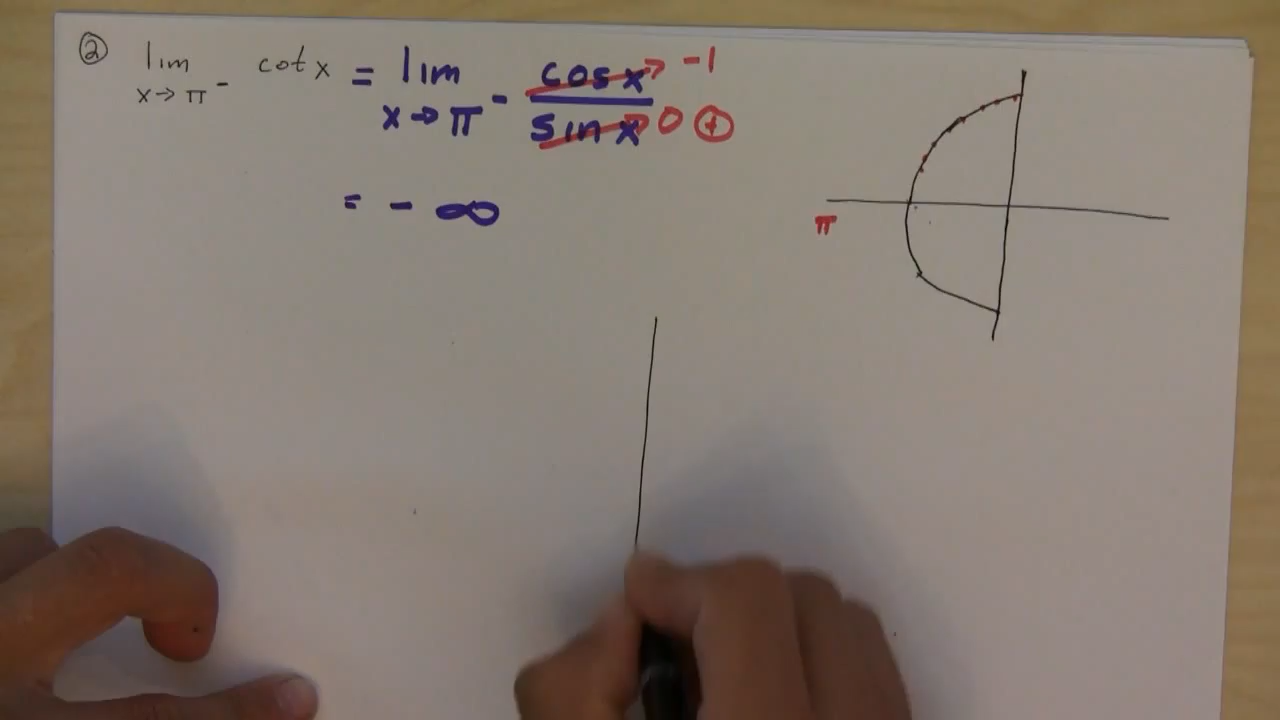 ② lim x→π⁻ cot x = lim x→π⁻ cos x → -1 / sin x → 0 ⊕
= - ∞
π